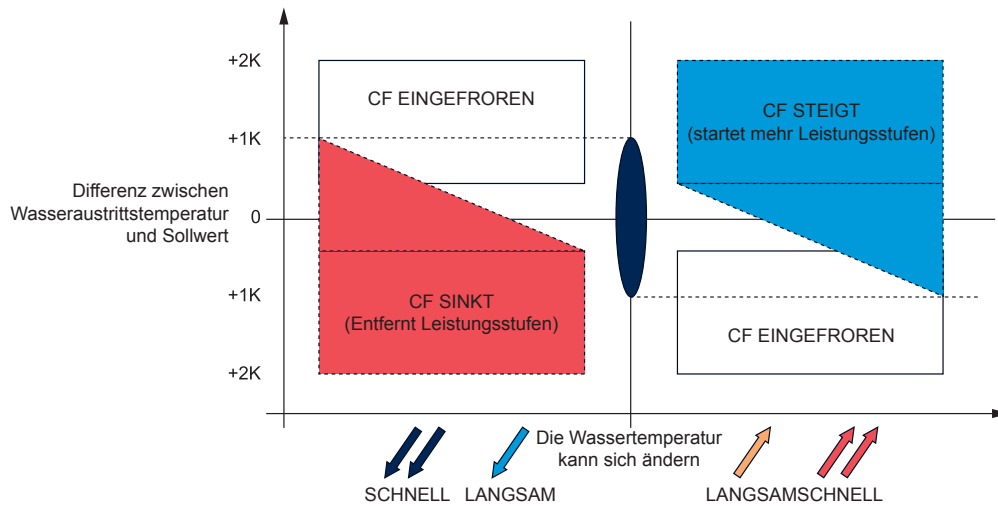 +2K
CF EINGEFROREN
CF STEIGT
(startet mehr Leistungsstufen)
+1K
Differenz zwischen
Wasseraustrittstemperatur
und Sollwert
0
+1K
CF SINKT
(Entfernt Leistungsstufen)
CF EINGEFROREN
+2K
Die Wassertemperatur
kann sich ändern
SCHNELL LANGSAM
LANGSAMSCHNELL